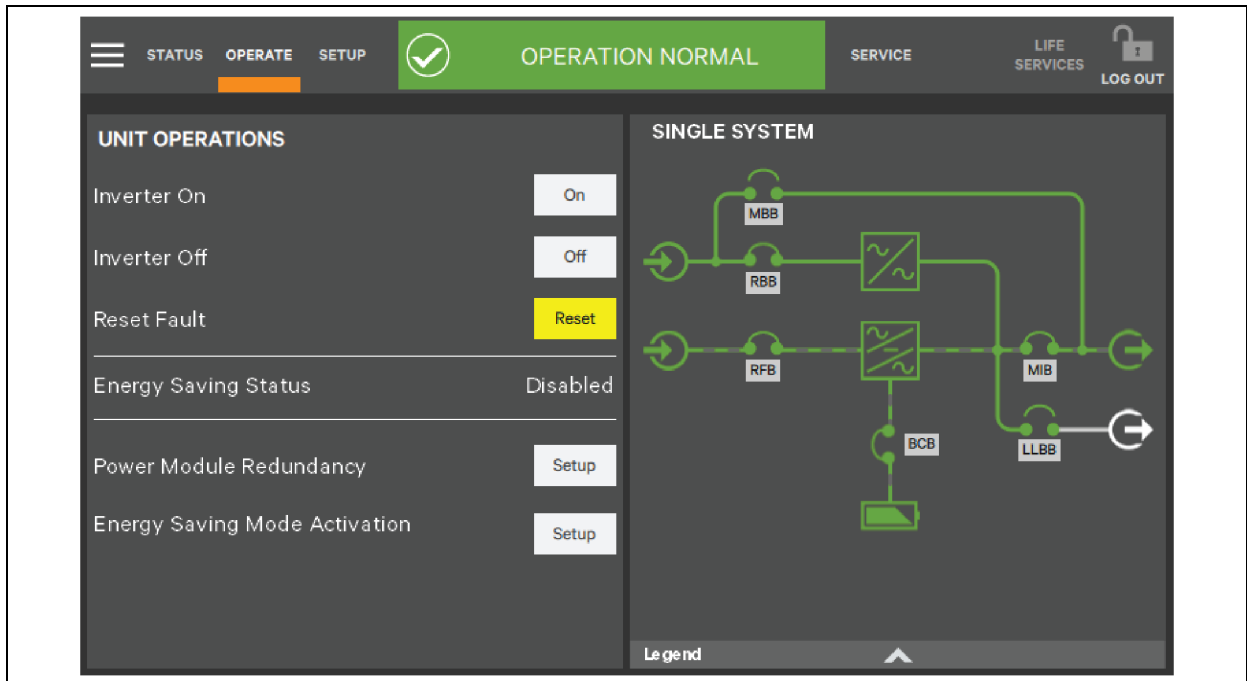 STATUS OPERATE SETUP OPERATION NORMAL SERVICE LIFE
SERVICES
LOG OUT
UNIT OPERATIONS
Inverter On On
Inverter Off Off
Reset Fault Reset
Energy Saving Status Disabled
Power Module Redundancy Setup
Energy Saving Mode Activation Setup
SINGLE SYSTEM
MBB
RBB
RFB
MIB
BCB
LLBB
Legend